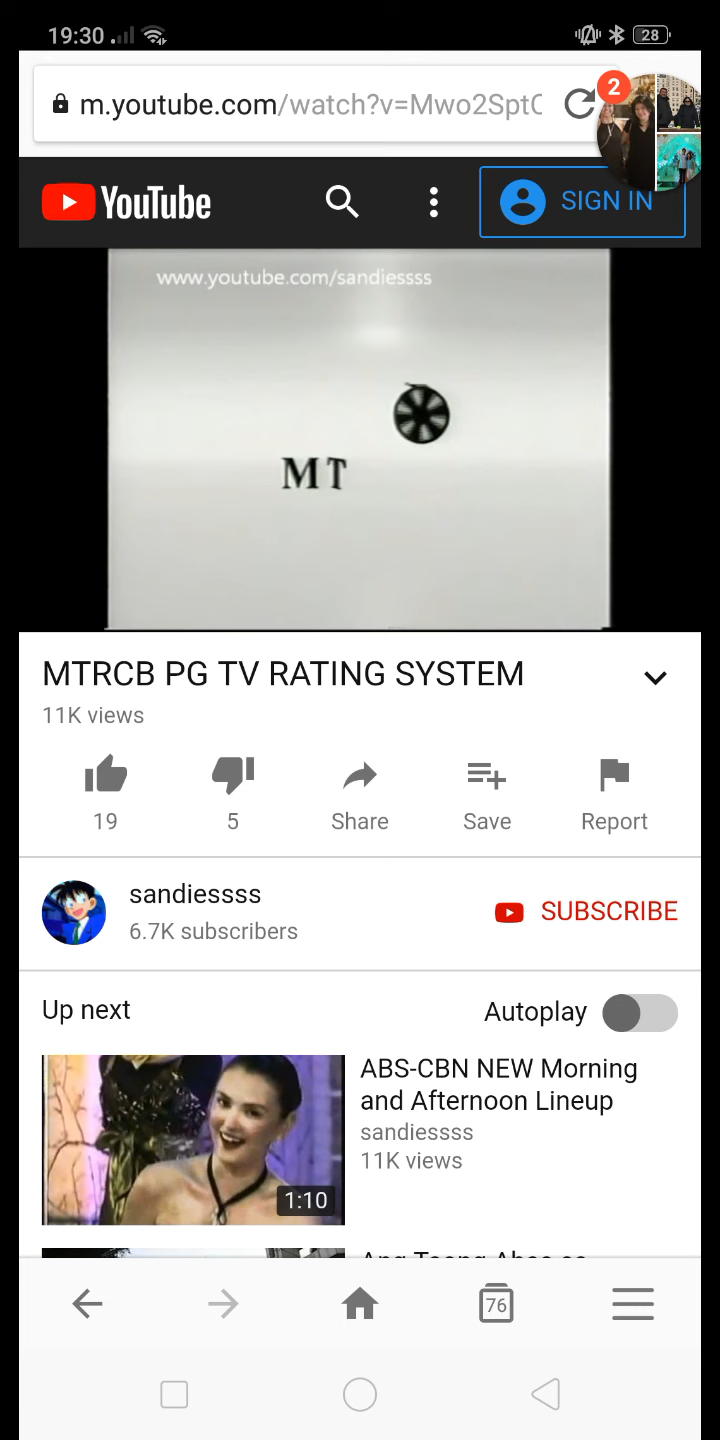 19:30
28
m.youtube.com/watch?v=Mwo2Spt
2
YouTube
SIGN IN
www.youtube.com/sandiessss
MT
MTRCB PG TV RATING SYSTEM
11K views
19
5
Share
Save
Report
sandiessss
6.7K subscribers
SUBSCRIBE
Up next
Autoplay
ABS-CBN NEW Morning
and Afternoon Lineup
sandiessss
11K views
1:10
76